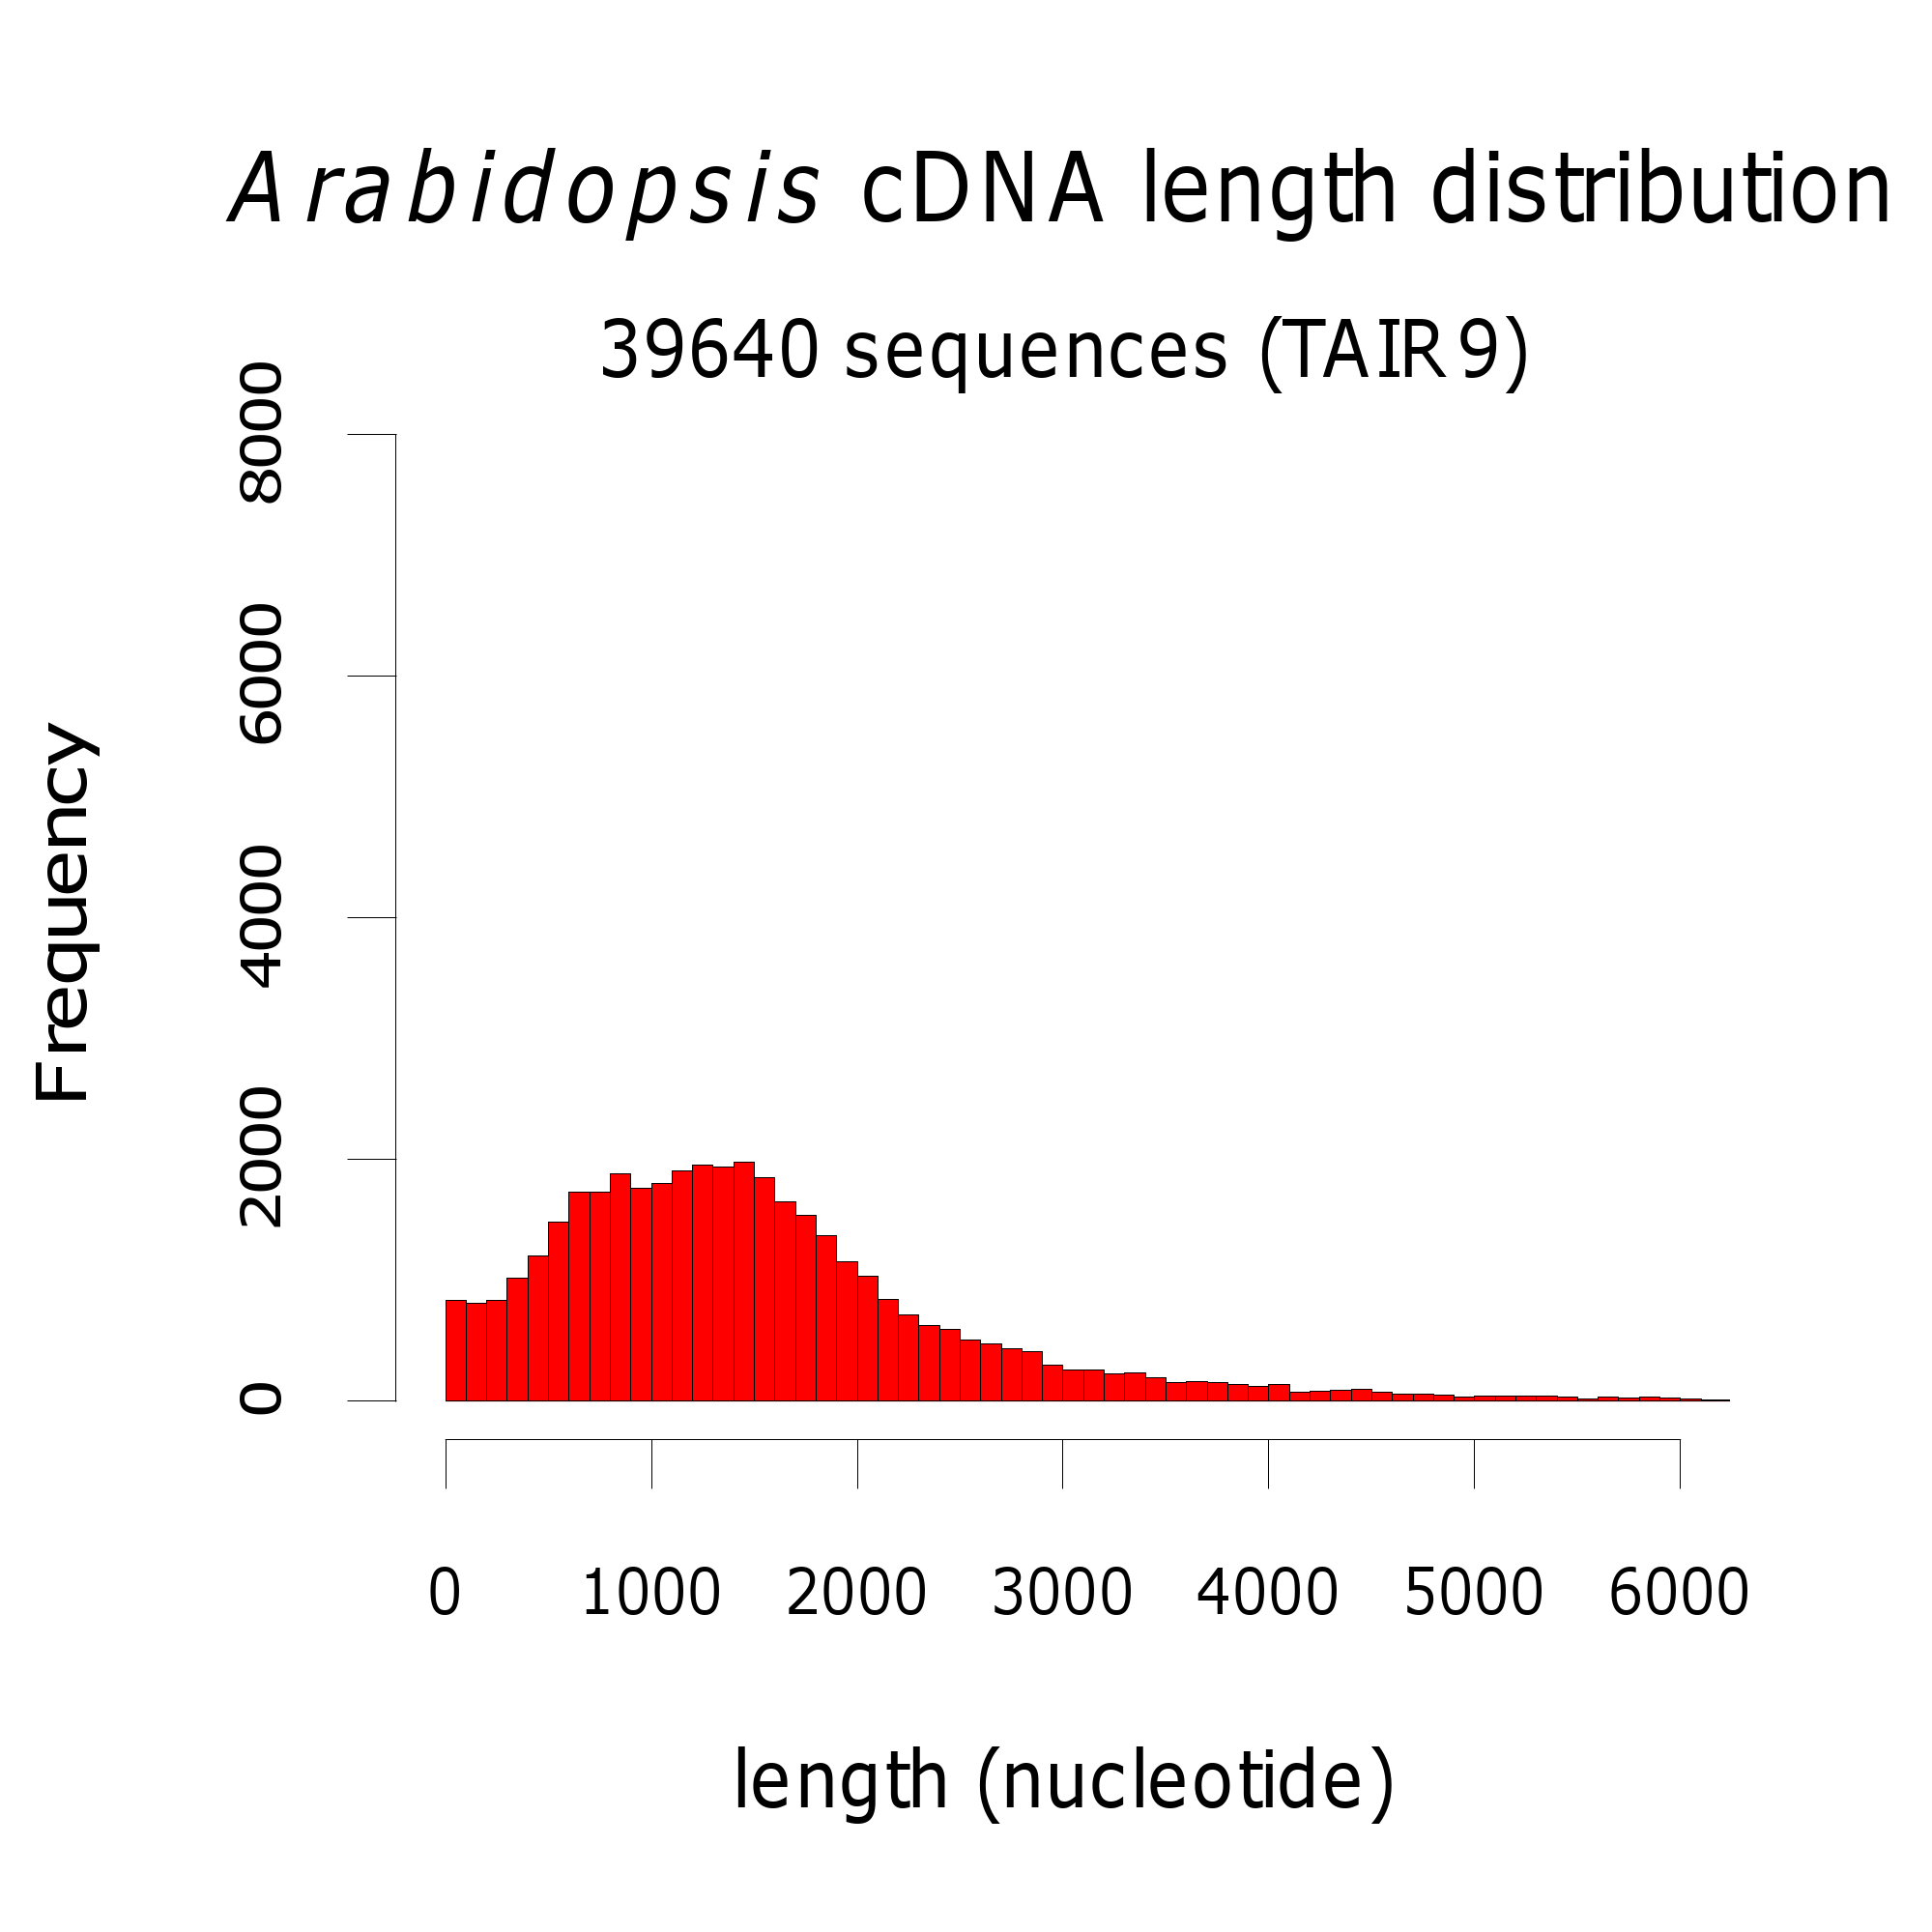 Arabidopsis cDNA length distribution
39640 sequences (TAIR9)
8000
6000
4000
2000
0
Frequency
0 1000 2000 3000 4000 5000 6000
length (nucleotide)